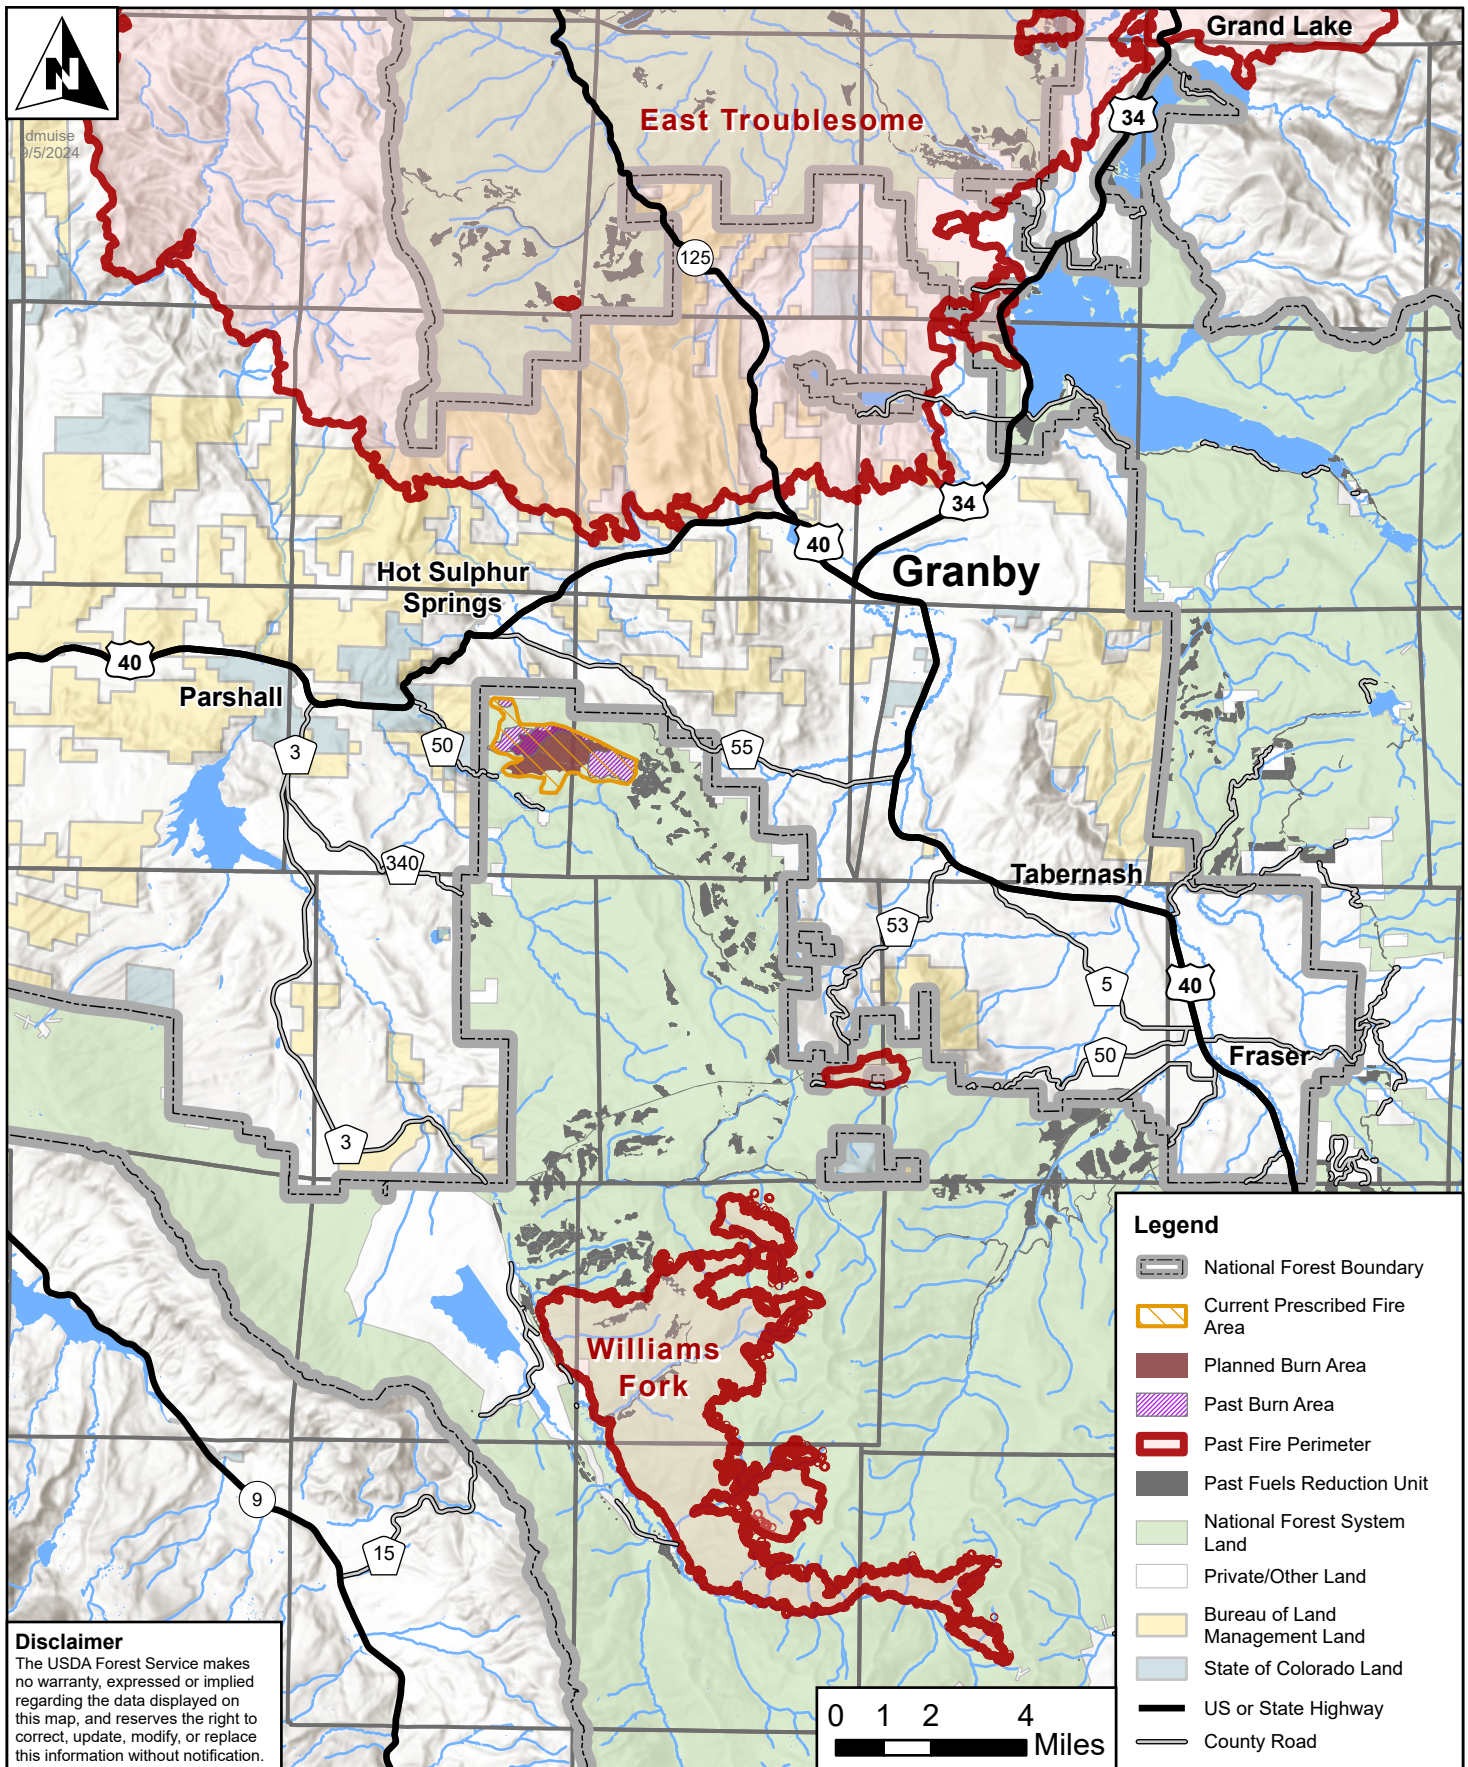 N
dmuise
9/5/2024
Grand Lake
34
East Troublesome
125
34
40
Granby
Hot Sulphur
Springs
40
Parshall
3
50
55
340
Tabernash
53
5
40
50
Fraser
3
Williams
Fork
9
15
Legend
National Forest Boundary
Current Prescribed Fire
Area
Planned Burn Area
Past Burn Area
Past Fire Perimeter
Past Fuels Reduction Unit
National Forest System
Land
Private/Other Land
Bureau of Land
Management Land
State of Colorado Land
US or State Highway
County Road
Disclaimer
The USDA Forest Service makes
no warranty, expressed or implied
regarding the data displayed on
this map, and reserves the right to
correct, update, modify, or replace
this information without notification.
0 1 2 4
Miles